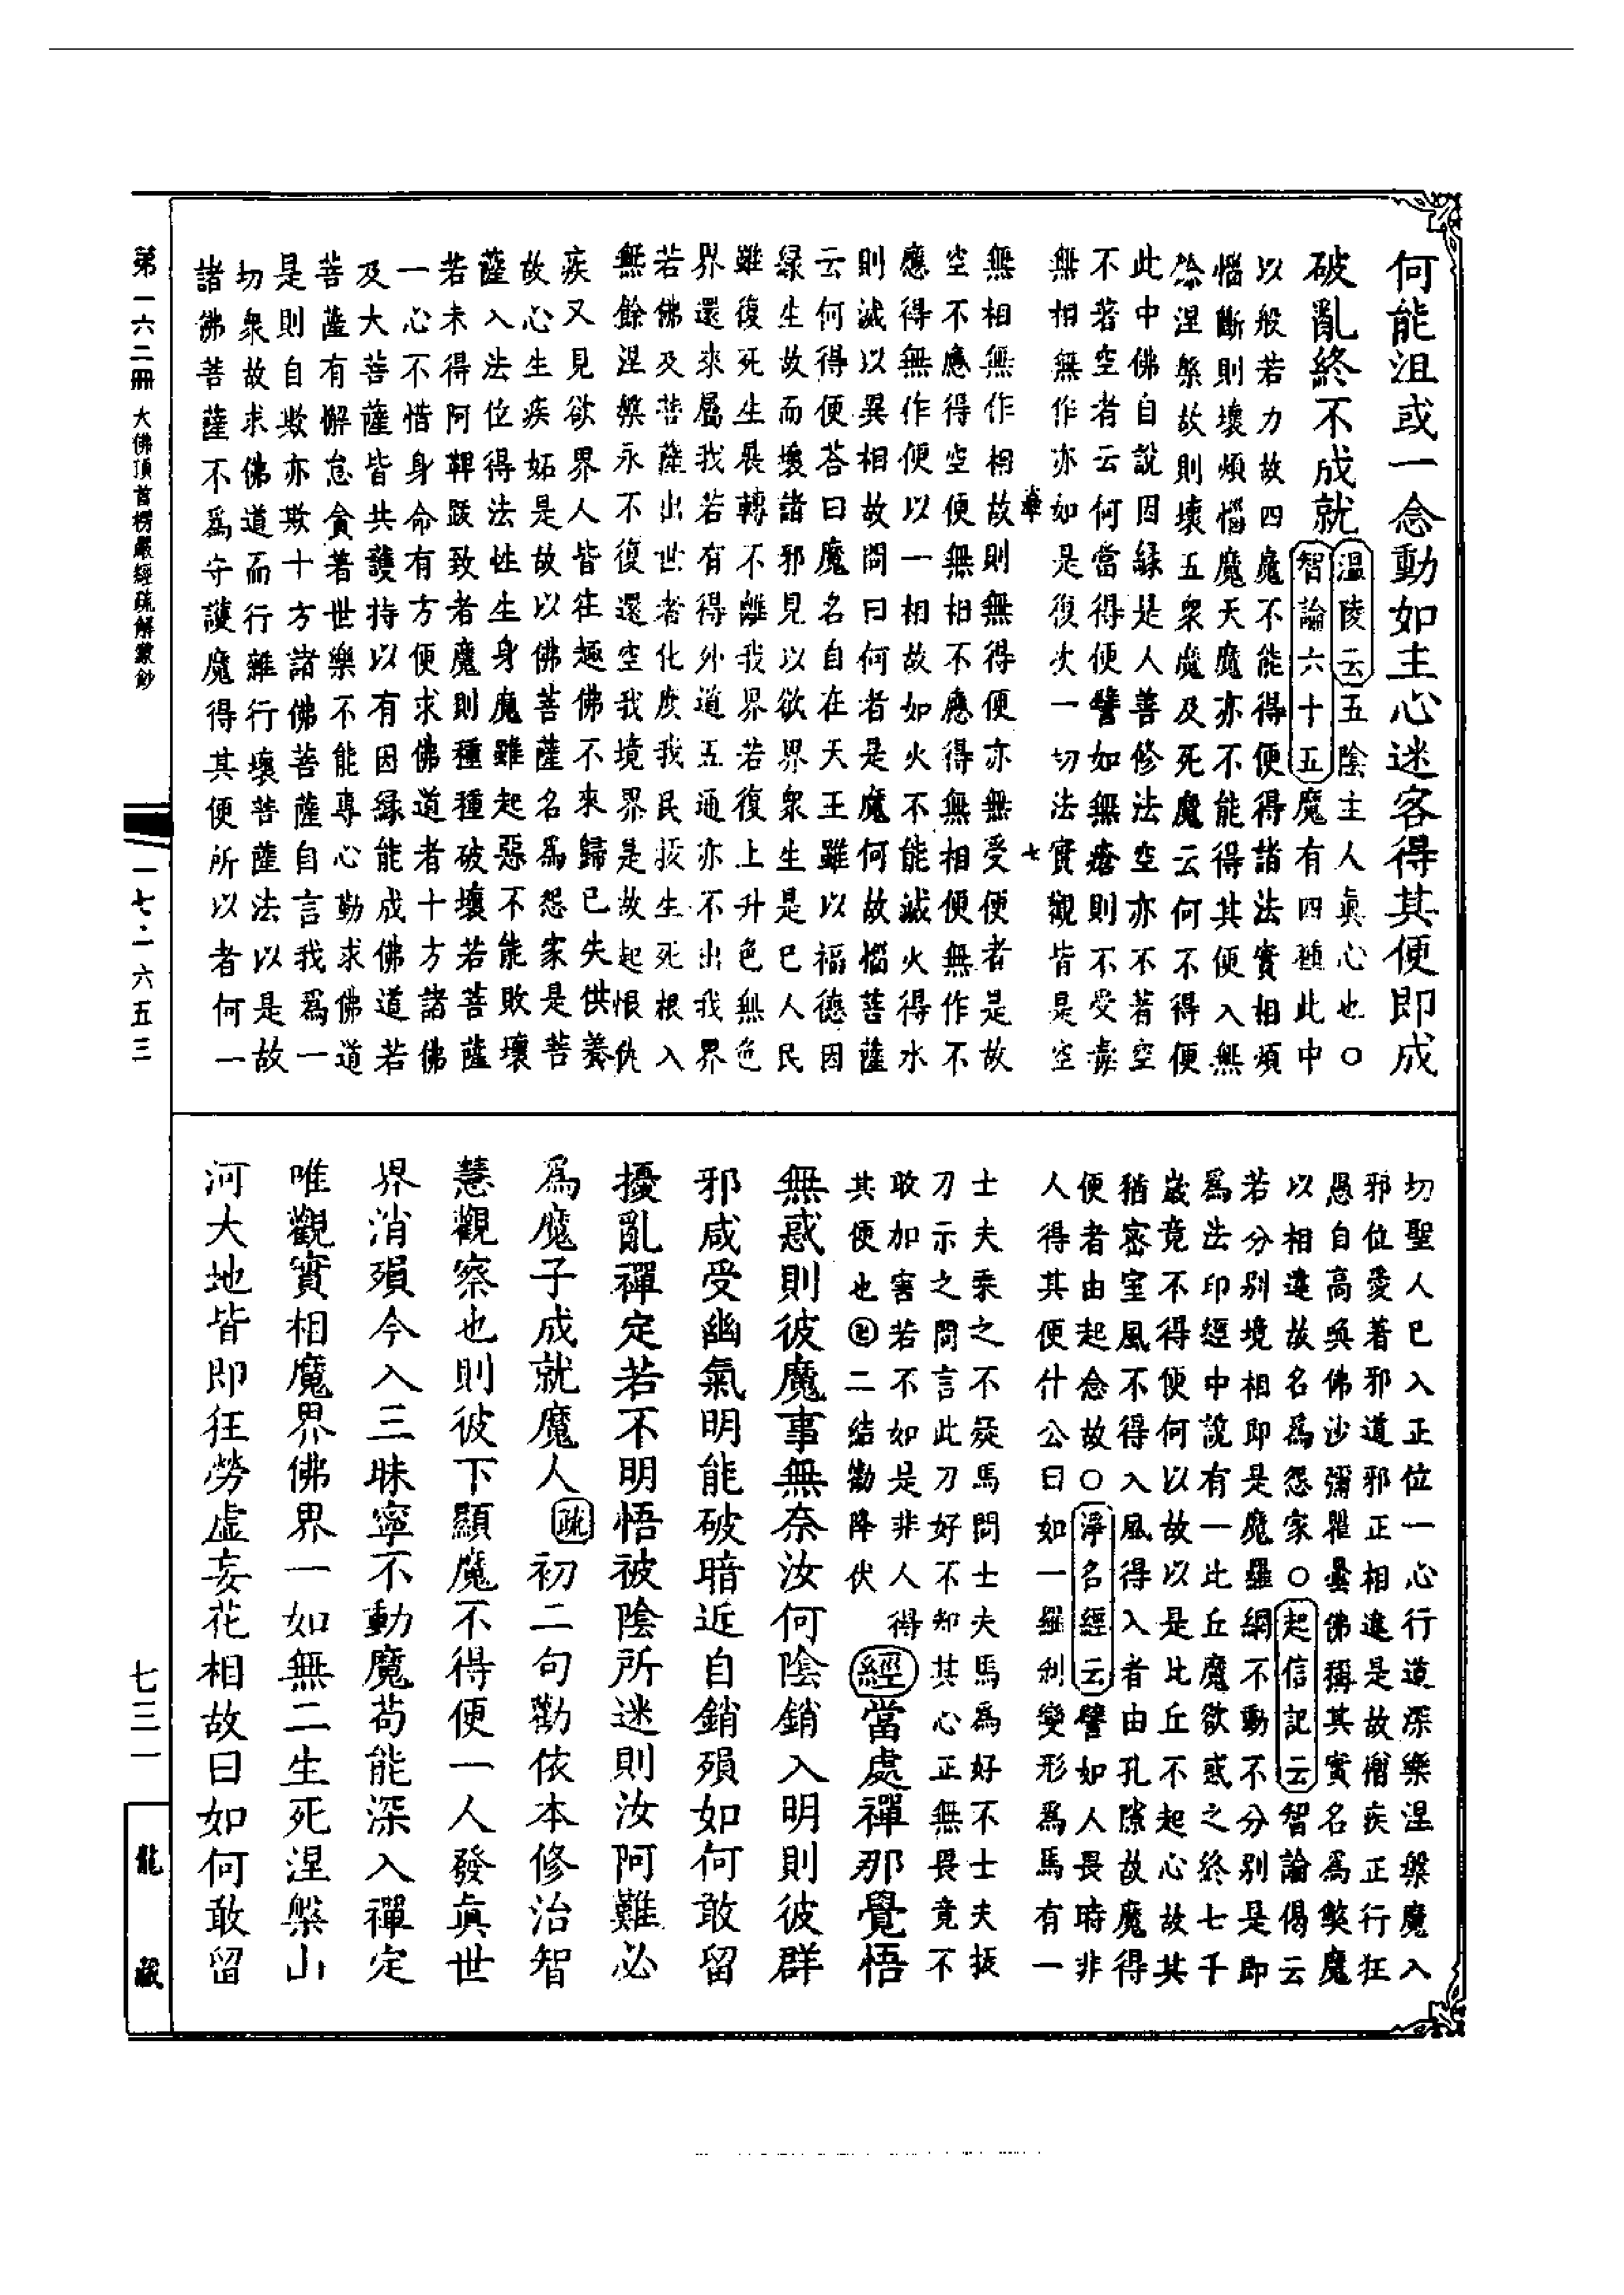 何能沮或一念動如主心迷客得其便即成
破亂終不成就
溫陵云五陰主人真心也○
智論六十五魔有四種此中
以般若力故四魔不能得便得諸法實相煩
惱斷則壞煩惱魔天魔亦不能得其便入無
餘涅槃故則壞五眾魔及死魔云何不得便
此中佛自說因緣是人善修法空亦不著空
不著空者云何當得便譬如無瘡則不受毒
無相無作亦如是復次一切法實觀皆是空
無相無作相故則無得便亦無受便者是故
空不應得空便無相不應得無相便無作不
應得無作便以一相故如火不能滅火得水
則滅以異相故問曰何者是魔何故惱菩薩
云何得便荅曰魔名自在天王雖以福德因
緣生故而壞諸邪見以欲界眾生是巳人民
雖復死生展轉不離我界若復上升色無色
界還來屬我若有得外道五通亦不出我界
若佛及菩薩出世者化度我民拔生死根入
無餘涅槃永不復還空我境界是故起恨仇
疾又見欲界人皆往趣佛不來歸已失供養
故心生疾妬是故以佛菩薩名為怨家是菩
薩入法位得法性生身魔雖起惡不能敗壞
若未得阿鞞跋致者魔則種種破壞若菩薩
一心不惜身命有方便求佛道者十方諸佛
及大菩薩皆共護持以有因緣能成佛道若
菩薩有懈怠貪著世樂不能專心勤求佛道
是則自欺亦欺十方諸佛菩薩自言我為一
切眾故求佛道而行雜行壞菩薩法以是故
諸佛菩薩不為守護魔得其便所以者何一
切聖人巳入正位一心行道深樂涅槃魔入
邪位愛著邪道邪正相違是故憎疾正行狂
愚自高與佛沙彌瞿曇佛稱其實名為獘魔
以相違故名為怨家○起信記云智論偈云
若分別境相即是魔羅網不動不分別是即
為法印經中說有一比丘魔欲惑之終七千
歲竟不得便何以故以是比丘不起心故其
猶密室風不得入風得入者由孔隙故魔得
便者由起念故○淨名經云譬如人畏時非
人得其便什公曰如一羅剎變形為馬有一
士夫乘之不疑馬問士夫馬為好不士夫拔
刀示之問言此刀好不知其心正無畏竟不
敢加害若不如是非人得
其便也㊁二結勸降伏
經當處禪那覺悟
無惑則彼魔事無奈汝何陰銷入明則彼群
邪咸受幽氣明能破暗近自銷殞如何敢留
擾亂禪定若不明悟被陰所迷則汝阿難必
為魔子成就魔人疏初二句勸依本修治智
慧觀察也則彼下顯魔不得便一人發真世
界消殞今入三昧寧不動魔苟能深入禪定
唯觀實相魔界佛界一如無二生死涅槃山
河大地皆即狂勞虛妄花相故曰如何敢留
第一六二冊 大佛頂首楞嚴經疏解蒙鈔
一七二六五三
七三一
龍藏